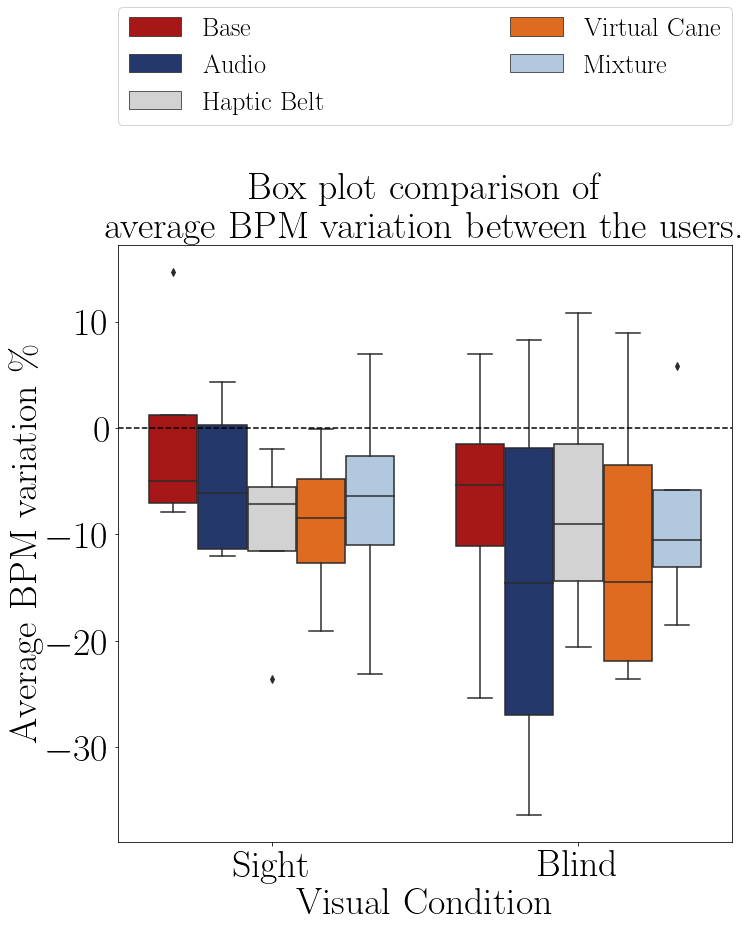 Base
Audio
Haptic Belt
Virtual Cane
Mixture
Box plot comparison of
average BPM variation between the users.
Average BPM variation %
10
0
−10
−20
−30
Sight
Blind
Visual Condition